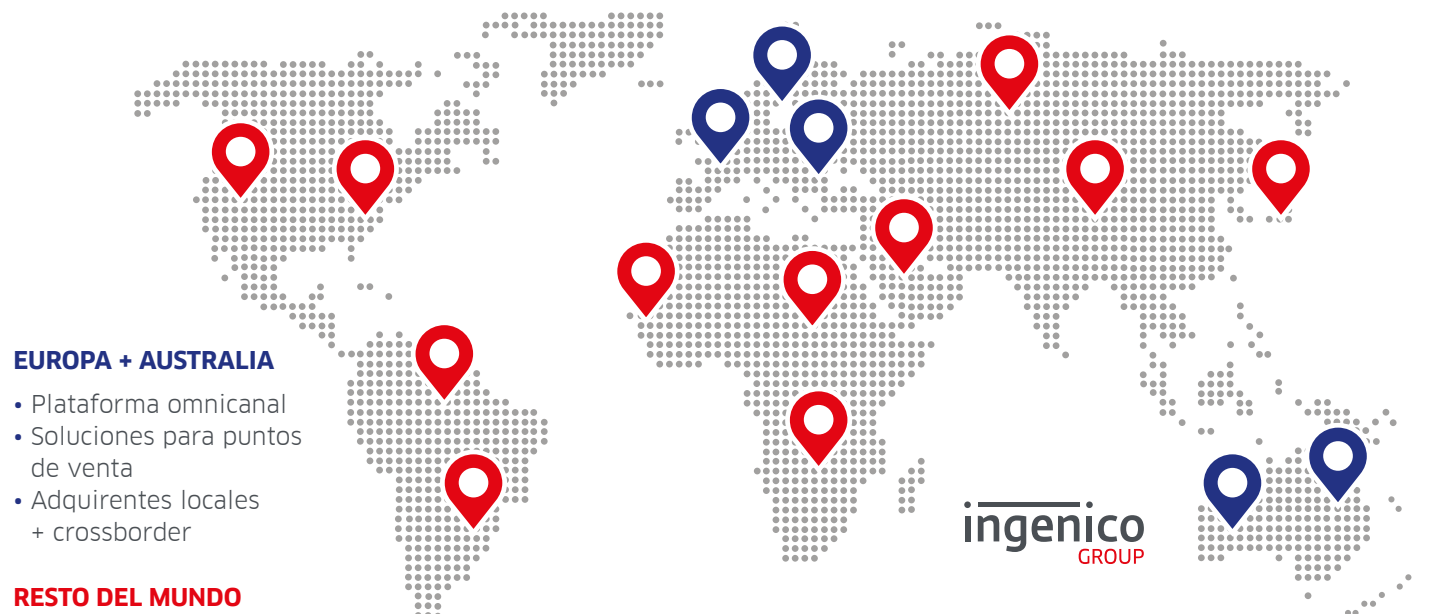 EUROPA + AUSTRALIA
• Plataforma omnicanal
• Soluciones para puntos
de venta
• Adquirentes locales
+ crossborder
RESTO DEL MUNDO
ingenico
GROUP